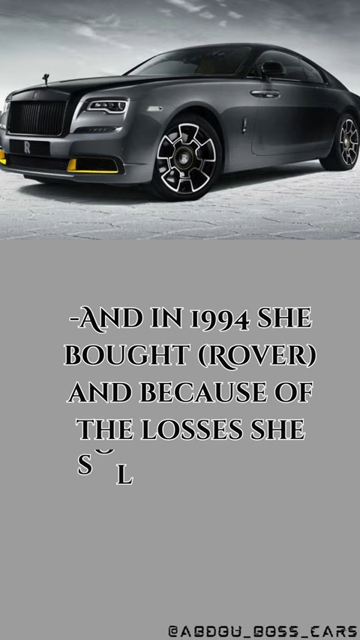 -And in 1994 she
bought (Rover)
and because of
the losses she
@ABDOU_BOSS_CARS